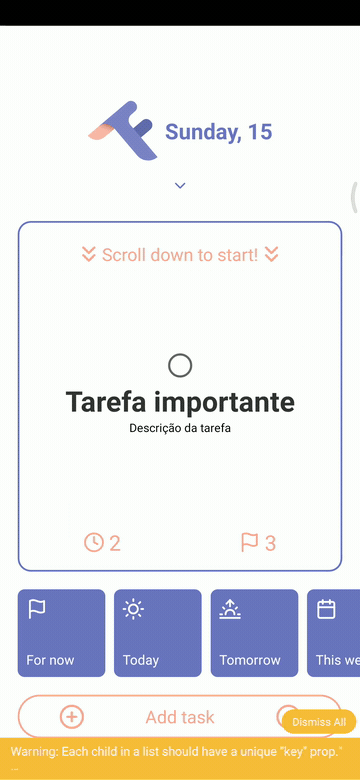 Sunday, 15
Scroll down to start!
Tarefa importante
Descrição da tarefa
2 3
For now Today Tomorrow This we
Add task
Dismiss All
Warning: Each child in a list should have a unique "key" prop."
...